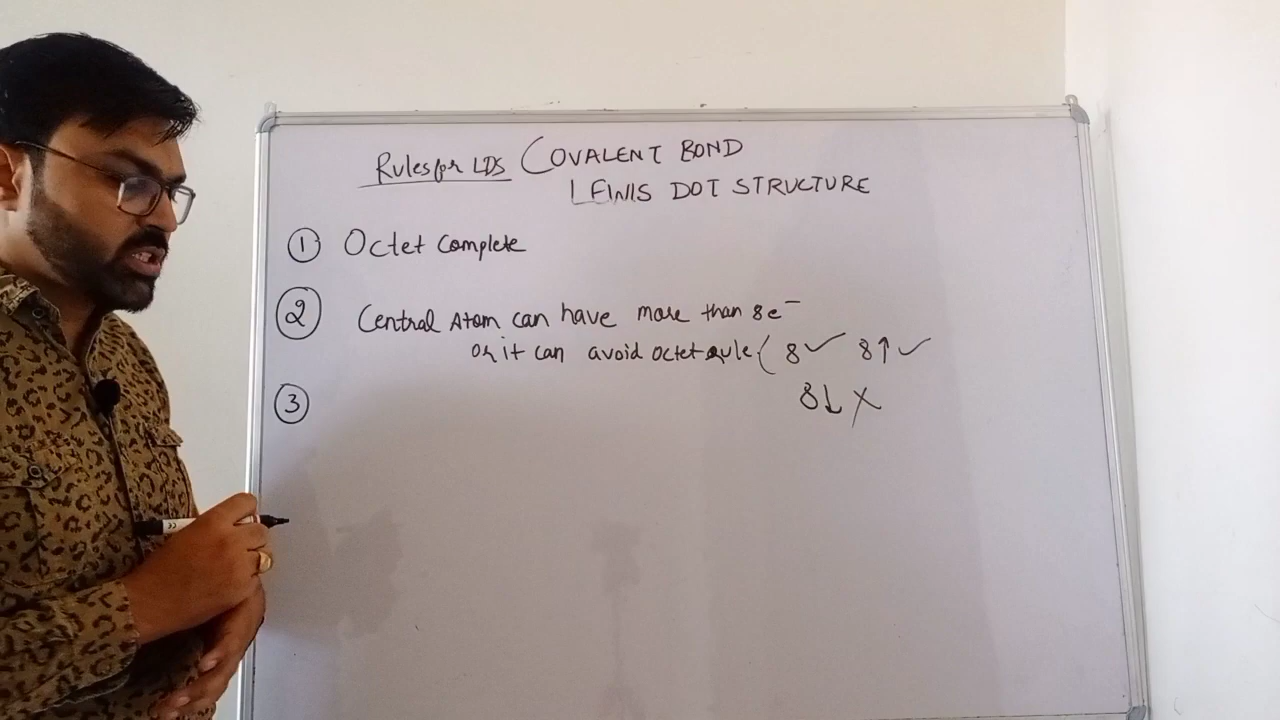 Rules for LDS COVALENT BOND
LEWIS DOT STRUCTURE
① Octet Complete
② Central Atom can have more than 8e⁻
or it can avoid octet rule ( 8✓ 8↑✓
8↓ ✗
③